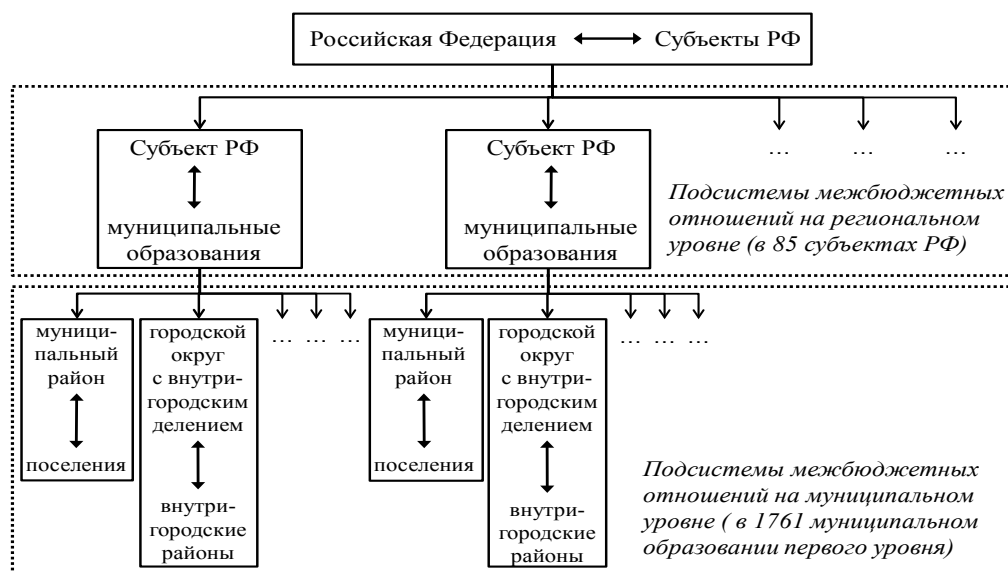 Российская Федерация Субъекты РФ
Субъект РФ
муниципальные
образования
Субъект РФ
муниципальные
образования
... ... ...
Подсистемы межбюджетных
отношений на региональном
уровне (в 85 субъектах РФ)
муници-
пальный
район
поселения
городской
округ
с внутри-
городским
делением
внутри-
городские
районы
... ... ...
муници-
пальный
район
поселения
городской
округ
с внутри-
городским
делением
внутри-
городские
районы
... ... ...
Подсистемы межбюджетных
отношений на муниципальном
уровне ( в 1761 муниципальном
образовании первого уровня)